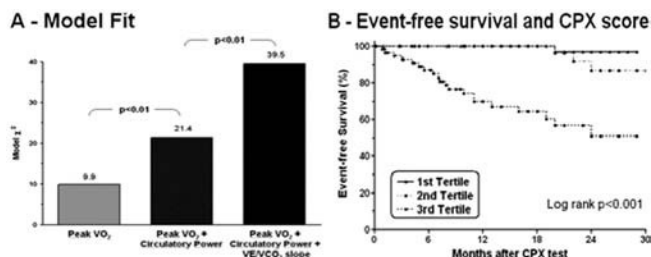 A - Model Fit
p<0.01
39.5
p<0.01
21.4
9.9
Model χ²
40
30
20
10
0
Peak VO₂
Peak VO₂ +
Circulatory Power
Peak VO₂ +
Circulatory Power +
VE/VCO₂ slope
B - Event-free survival and CPX score
Event-free Survival (%)
100
80
60
40
20
0
1st Tertile
2nd Tertile
3rd Tertile
Log rank p<0.001
0
6
12
18
24
30
Months after CPX test